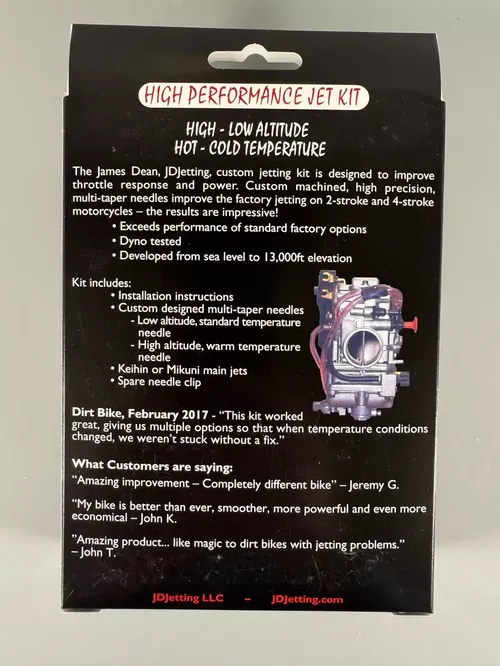 HIGH PERFORMANCE JET KIT
HIGH - LOW ALTITUDE
HOT - COLD TEMPERATURE
The James Dean, JDJetting, custom jetting kit is designed to improve
throttle response and power. Custom machined, high precision,
multi-taper needles improve the factory jetting on 2-stroke and 4-stroke
motorcycles – the results are impressive!
• Exceeds performance of standard factory options
• Dyno tested
• Developed from sea level to 13,000ft elevation
Kit includes:
• Installation instructions
• Custom designed multi-taper needles
- Low altitude, standard temperature
needle
- High altitude, warm temperature
needle
• Keihin or Mikuni main jets
• Spare needle clip
Dirt Bike, February 2017 - “This kit worked
great, giving us multiple options so that when temperature conditions
changed, we weren’t stuck without a fix.”
What Customers are saying:
“Amazing improvement – Completely different bike” – Jeremy G.
“My bike is better than ever, smoother, more powerful and even more
economical – John K.
”Amazing product... like magic to dirt bikes with jetting problems.”
– John T.
JDJetting LLC – JDJetting.com